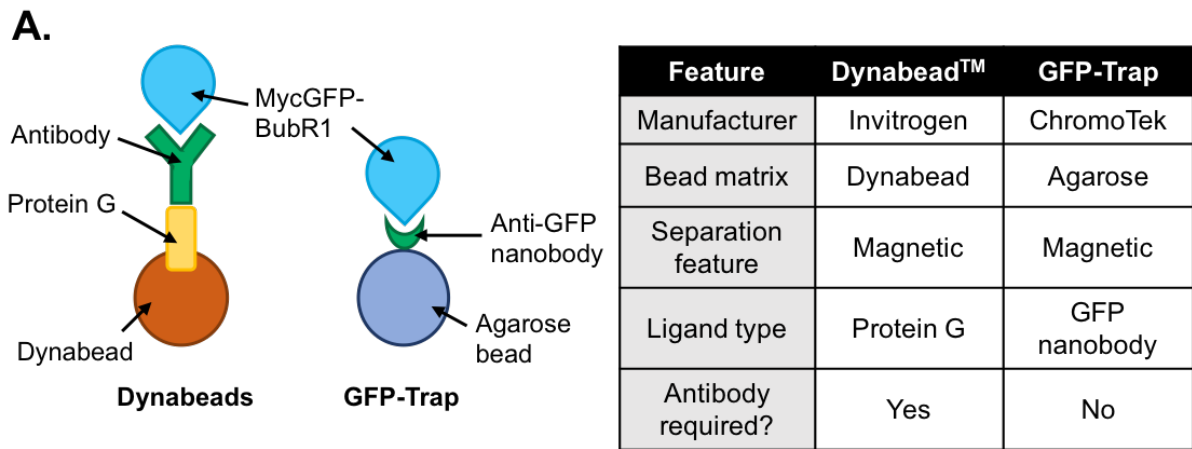 A.
MycGFP-
BubR1
Antibody
Protein G
Anti-GFP
nanobody
Dynabead
Agarose
bead
Dynabeads
GFP-Trap
Feature
Dynabead™
GFP-Trap
Manufacturer
Invitrogen
ChromoTek
Bead matrix
Dynabead
Agarose
Separation
feature
Magnetic
Magnetic
Ligand type
Protein G
GFP
nanobody
Antibody
required?
Yes
No